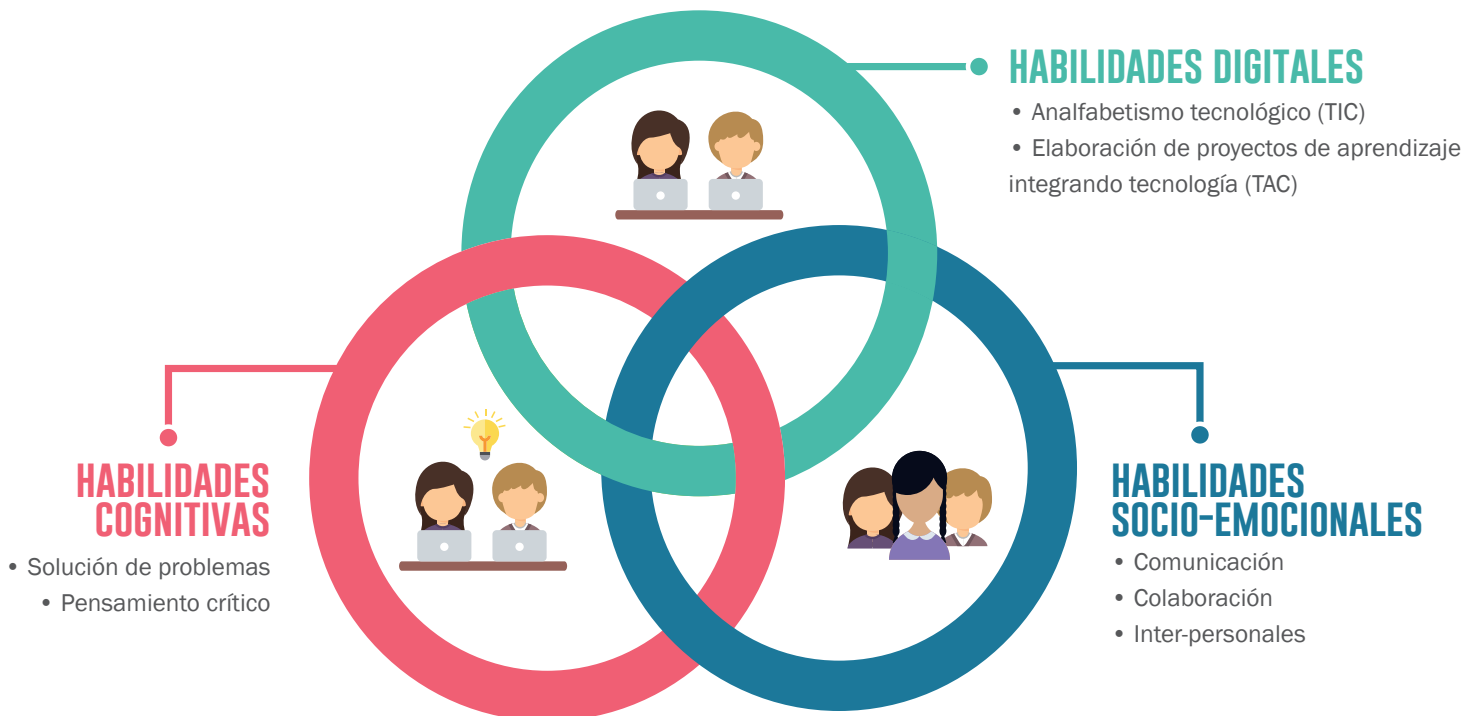 HABILIDADES DIGITALES
• Analfabetismo tecnológico (TIC)
• Elaboración de proyectos de aprendizaje
integrando tecnología (TAC)
HABILIDADES
COGNITIVAS
• Solución de problemas
• Pensamiento crítico
HABILIDADES
SOCIO-EMOCIONALES
• Comunicación
• Colaboración
• Inter-personales